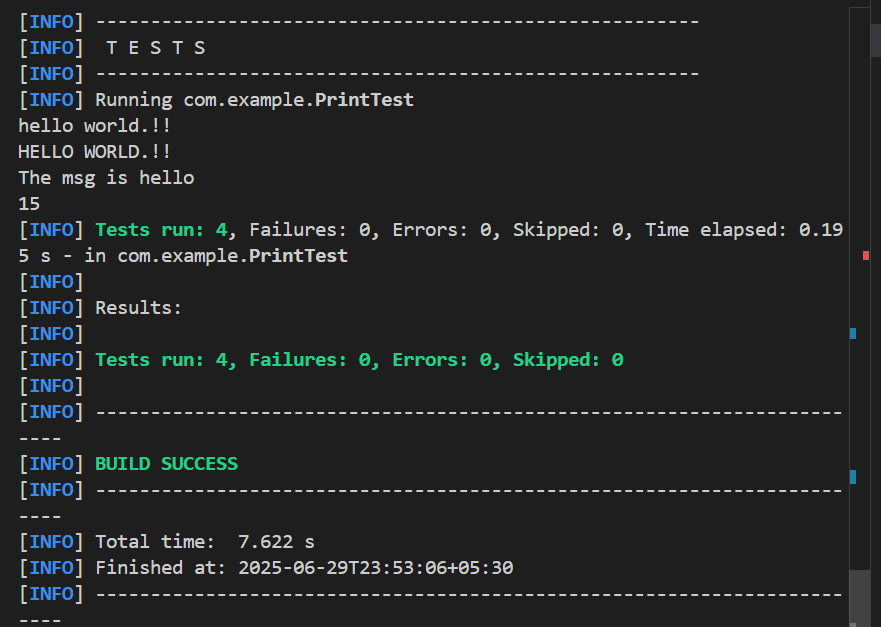 [INFO] -------------------------------------------------------
[INFO]  T E S T S
[INFO] -------------------------------------------------------
[INFO] Running com.example.PrintTest
hello world.!!
HELLO WORLD.!!
The msg is hello
15
[INFO] Tests run: 4, Failures: 0, Errors: 0, Skipped: 0, Time elapsed: 0.19
5 s - in com.example.PrintTest
[INFO]
[INFO] Results:
[INFO]
[INFO] Tests run: 4, Failures: 0, Errors: 0, Skipped: 0
[INFO]
[INFO] --------------------------------------------------------------------
----
[INFO] BUILD SUCCESS
[INFO] --------------------------------------------------------------------
----
[INFO] Total time:  7.622 s
[INFO] Finished at: 2025-06-29T23:53:06+05:30
[INFO] --------------------------------------------------------------------
----